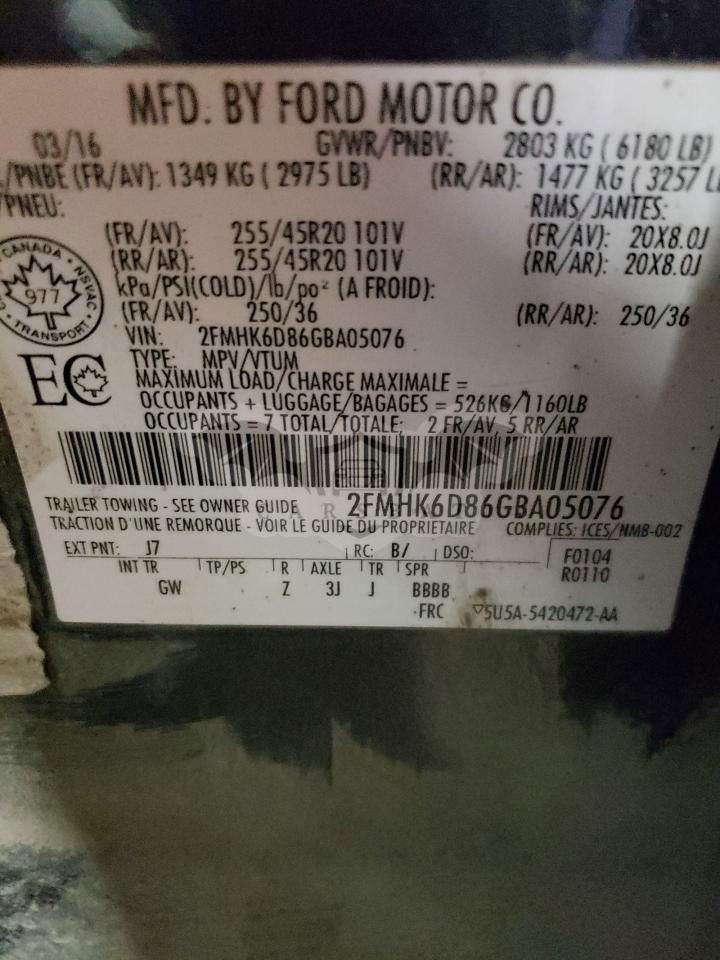 MFD. BY FORD MOTOR CO.
03/16 GVWR/PNBV: 2803 KG ( 6180 LB)
/PNBE (FR/AV): 1349 KG ( 2975 LB) (RR/AR): 1477 KG ( 3257 L
/PNEU: RIMS/JANTES:
(FR/AV): 255/45R20 101V (FR/AV): 20X8.0J
(RR/AR): 255/45R20 101V (RR/AR): 20X8.0J
kPa/PSI(COLD)/lb/po² (A FROID):
(FR/AV): 250/36 (RR/AR): 250/36
CANADA · NSVAC
977
TRANSPORT
VIN: 2FMHK6D86GBA05076
TYPE: MPV/VTUM
EC
MAXIMUM LOAD/CHARGE MAXIMALE =
OCCUPANTS + LUGGAGE/BAGAGES = 526KG/1160LB
OCCUPANTS = 7 TOTAL/TOTALE; 2 FR/AV, 5 RR/AR
TRAILER TOWING - SEE OWNER GUIDE 2FMHK6D86GBA05076
TRACTION D'UNE REMORQUE - VOIR LE GUIDE DU PROPRIETAIRE COMPLIES: ICES/NMB-002
EXT PNT: J7 RC: B/ DSO: F0104
INT TR TP/PS R AXLE TR SPR R0110
GW Z 3J J BBBB
FRC 5U5A-5420472-AA